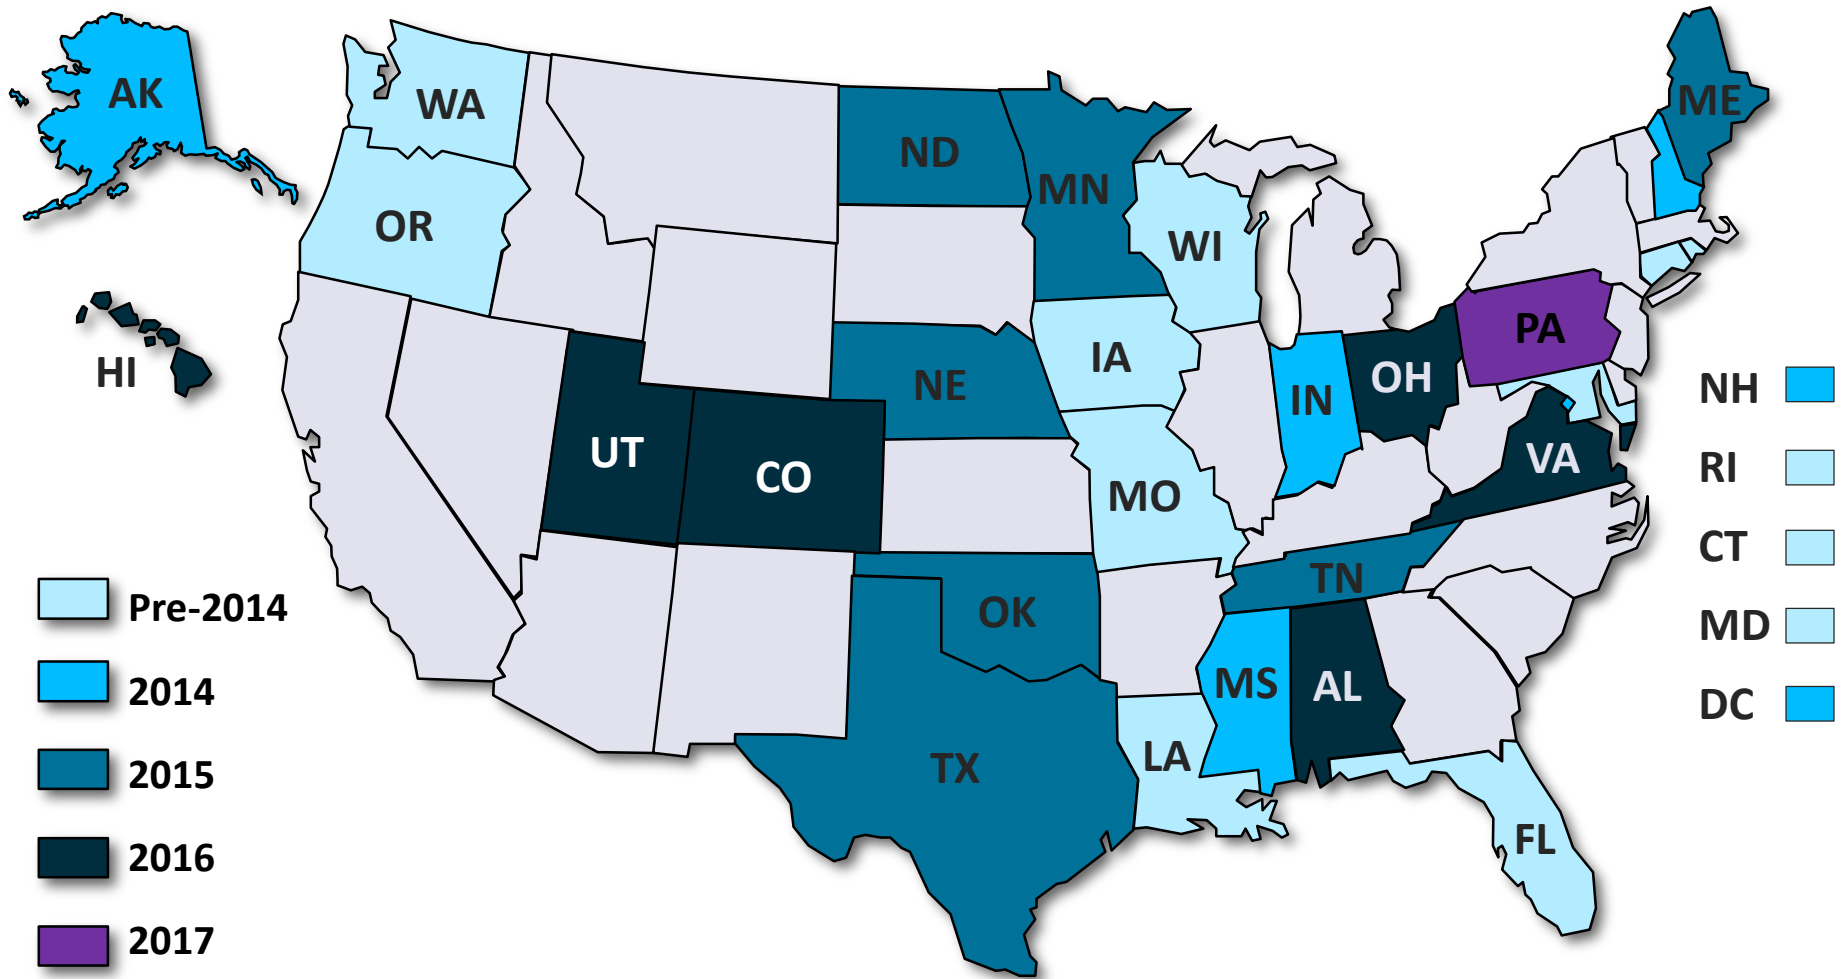 AK
WA
ME
ND
MN
OR
WI
PA
IA
HI
OH
NE
IN
NH
UT
VA
CO
RI
MO
CT
TN
Pre-2014
OK
MD
MS
AL
2014
DC
LA
TX
2015
FL
2016
2017